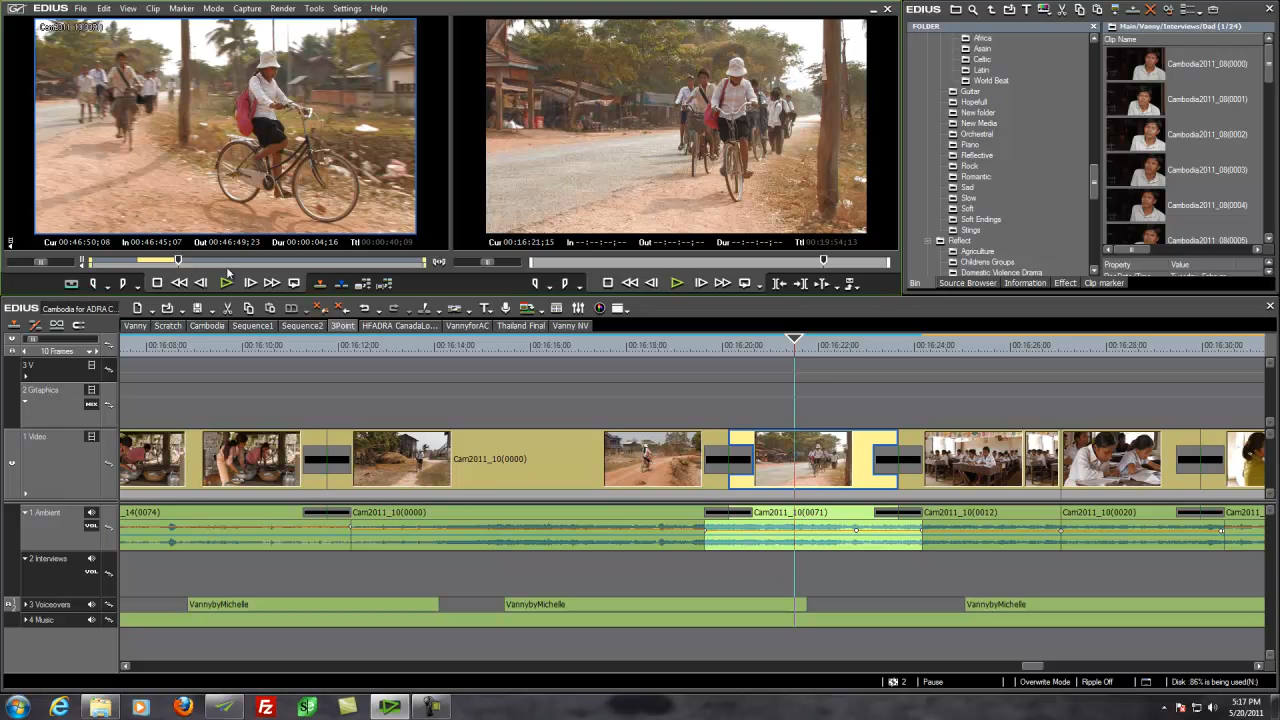 EDIUS File Edit View Clip Marker Mode Capture Render Tools Settings Help
EDIUS
FOLDER
Main/Vanny/Interviews/Dad (1/24)
Clip Name
Africa
Asain
Celtic
Latin
World Beat
Guitar
Hopefull
New folder
New Media
Orchestral
Piano
Reflective
Rock
Romantic
Sad
Slow
Soft
Soft Endings
Stings
Reflect
Agriculture
Childrens Groups
Domestic Violence Drama
Cambodia2011_08(0000)
Cambodia2011_08(0001)
Cambodia2011_08(0002)
Cambodia2011_08(0003)
Cambodia2011_08(0004)
Cambodia2011_08(0005)
Property Value
Bin Source Browser Information Effect Clip marker
Cur 00:46:50;08 In 00:46:45;07 Out 00:46:49;23 Dur 00:00:04;16 Ttl 00:00:40;09
Cur 00:16:21;15 In --:--:--;-- Out --:--:--;-- Dur --:--:--;-- Ttl 00:19:54;13
EDIUS Cambodia for ADRA C...
Vanny Scratch Cambodia Sequence1 Sequence2 3Point HFADRA CanadaLo... VannyforAC Thailand Final Vanny NV
10 Frames
00:16:08;00 00:16:10;00 00:16:12;00 00:16:14;00 00:16:16;00 00:16:18;00 00:16:20;00 00:16:22;00 00:16:24;00 00:16:26;00 00:16:28;00 00:16:30;00
3 V
2 Graphics
MIX
1 Video
Cam2011_10(0000)
1 Ambient
VOL
_14(0074) Cam2011_10(0000) Cam2011_10(0071) Cam2011_10(0012) Cam2011_10(0020) Cam2011_
2 Interviews
VOL
3 Voiceovers VannybyMichelle VannybyMichelle VannybyMichelle
4 Music
2 Pause Overwrite Mode Ripple Off Disk :86% is being used(N:)
5:17 PM
5/20/2011